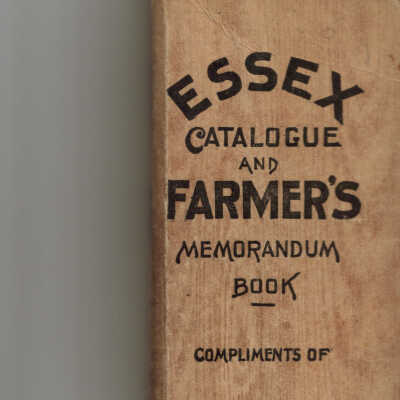 ESSEX
CATALOGUE
AND
FARMER'S
MEMORANDUM
BOOK
COMPLIMENTS OF